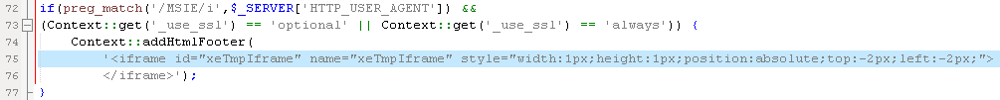 72 if(preg_match('/MSIE/i',$_SERVER['HTTP_USER_AGENT']) &&
73 (Context::get('_use_ssl') == 'optional' || Context::get('_use_ssl') == 'always')) {
74 Context::addHtmlFooter(
75 '<iframe id="xeTmpIframe" name="xeTmpIframe" style="width:1px;height:1px;position:absolute;top:-2px;left:-2px;">
76 </iframe>');
77 }